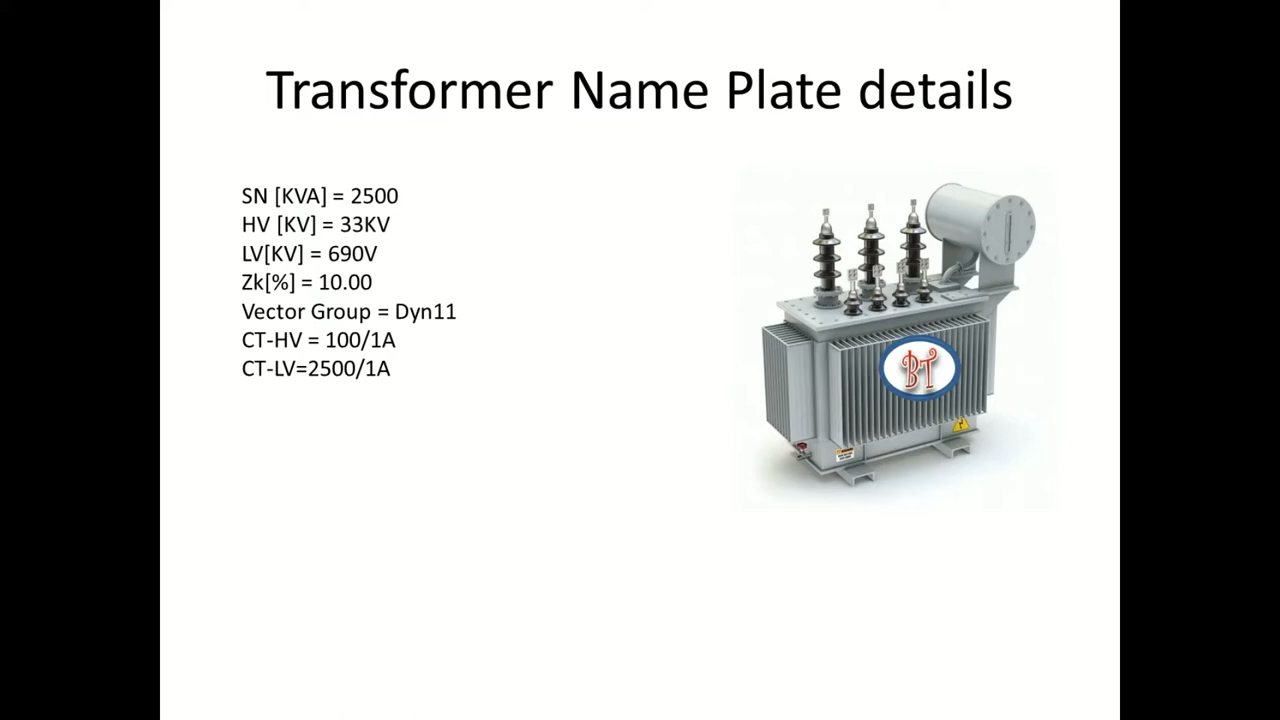 Transformer Name Plate details
SN [KVA] = 2500
HV [KV] = 33KV
LV[KV] = 690V
Zk[%] = 10.00
Vector Group = Dyn11
CT-HV = 100/1A
CT-LV=2500/1A
BT